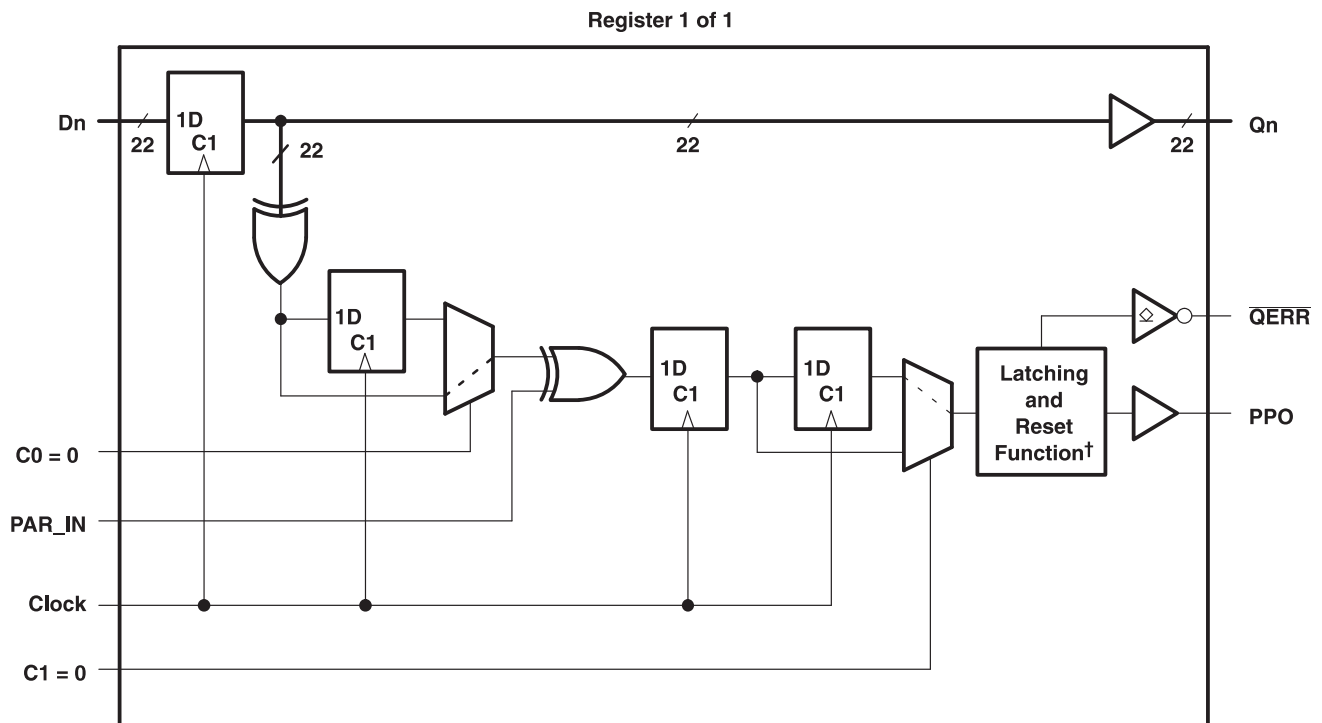 Register 1 of 1
Dn
22
1D
C1
22
22
22
Qn
1D
C1
1D
C1
1D
C1
Latching
and
Reset
Function†
QERR
PPO
C0 = 0
PAR_IN
Clock
C1 = 0